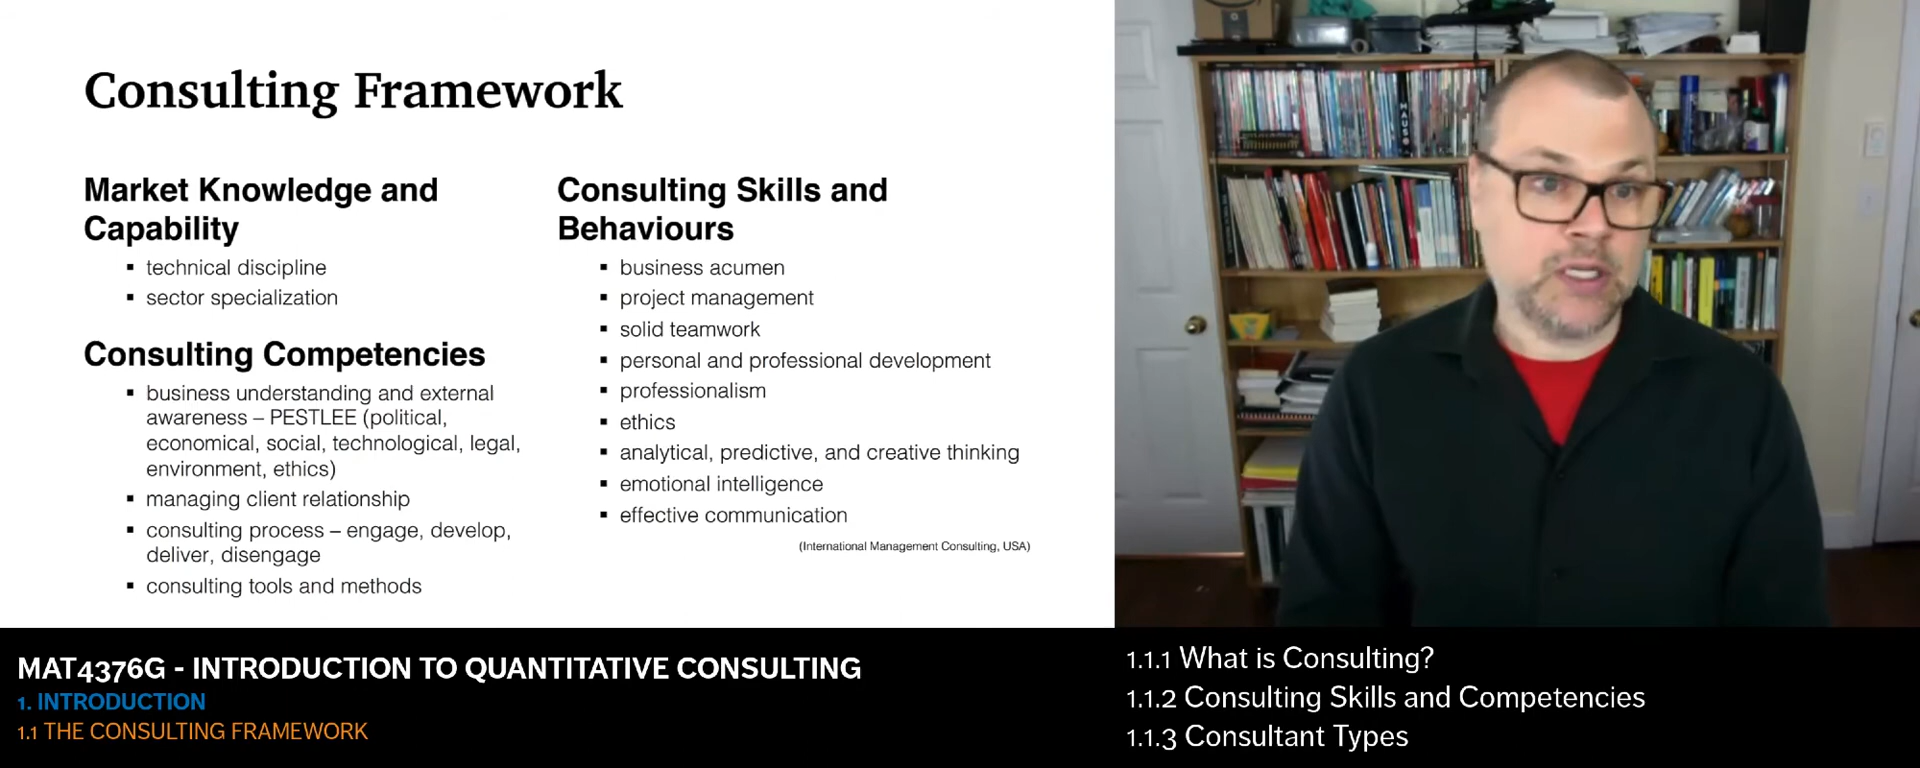 Consulting Framework
Market Knowledge and
Capability
▪ technical discipline
▪ sector specialization
Consulting Competencies
▪ business understanding and external
awareness – PESTLEE (political,
economical, social, technological, legal,
environment, ethics)
▪ managing client relationship
▪ consulting process – engage, develop,
deliver, disengage
▪ consulting tools and methods
Consulting Skills and
Behaviours
▪ business acumen
▪ project management
▪ solid teamwork
▪ personal and professional development
▪ professionalism
▪ ethics
▪ analytical, predictive, and creative thinking
▪ emotional intelligence
▪ effective communication
(International Management Consulting, USA)
MAUS
MAT4376G - INTRODUCTION TO QUANTITATIVE CONSULTING
1. INTRODUCTION
1.1 THE CONSULTING FRAMEWORK
1.1.1 What is Consulting?
1.1.2 Consulting Skills and Competencies
1.1.3 Consultant Types